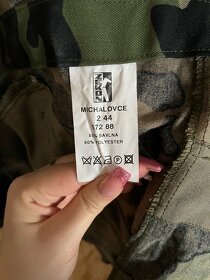 MICHALOVCE
2 44
172 88
50% BAVLNA
50% POLYESTER